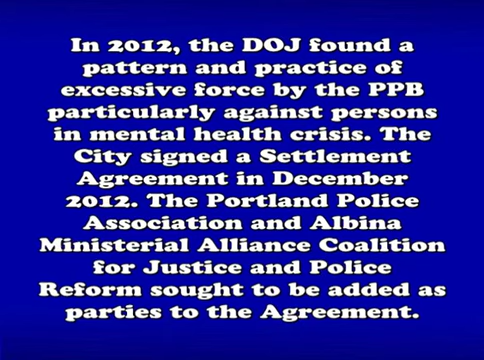 In 2012, the DOJ found a
pattern and practice of
excessive force by the PPB
particularly against persons
in mental health crisis. The
City signed a Settlement
Agreement in December
2012. The Portland Police
Association and Albina
Ministerial Alliance Coalition
for Justice and Police
Reform sought to be added as
parties to the Agreement.